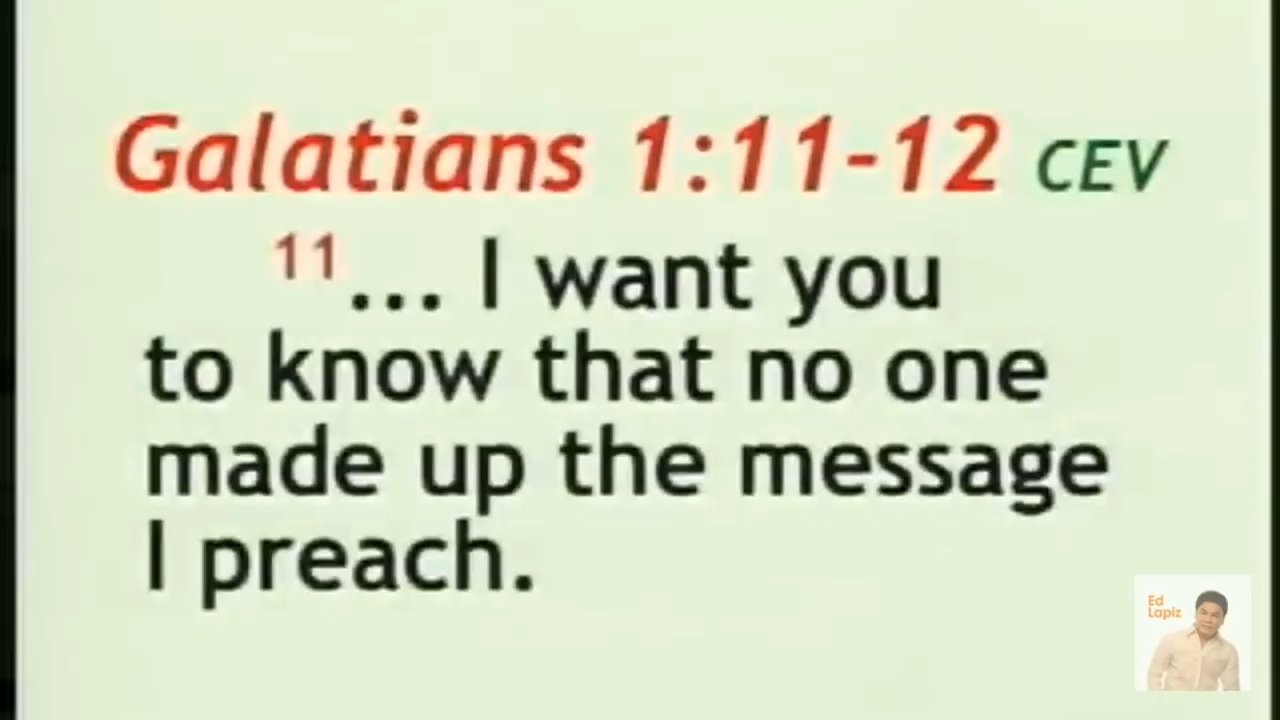 Galatians 1:11-12 CEV
11... I want you
to know that no one
made up the message
I preach.
Ed
Lapiz